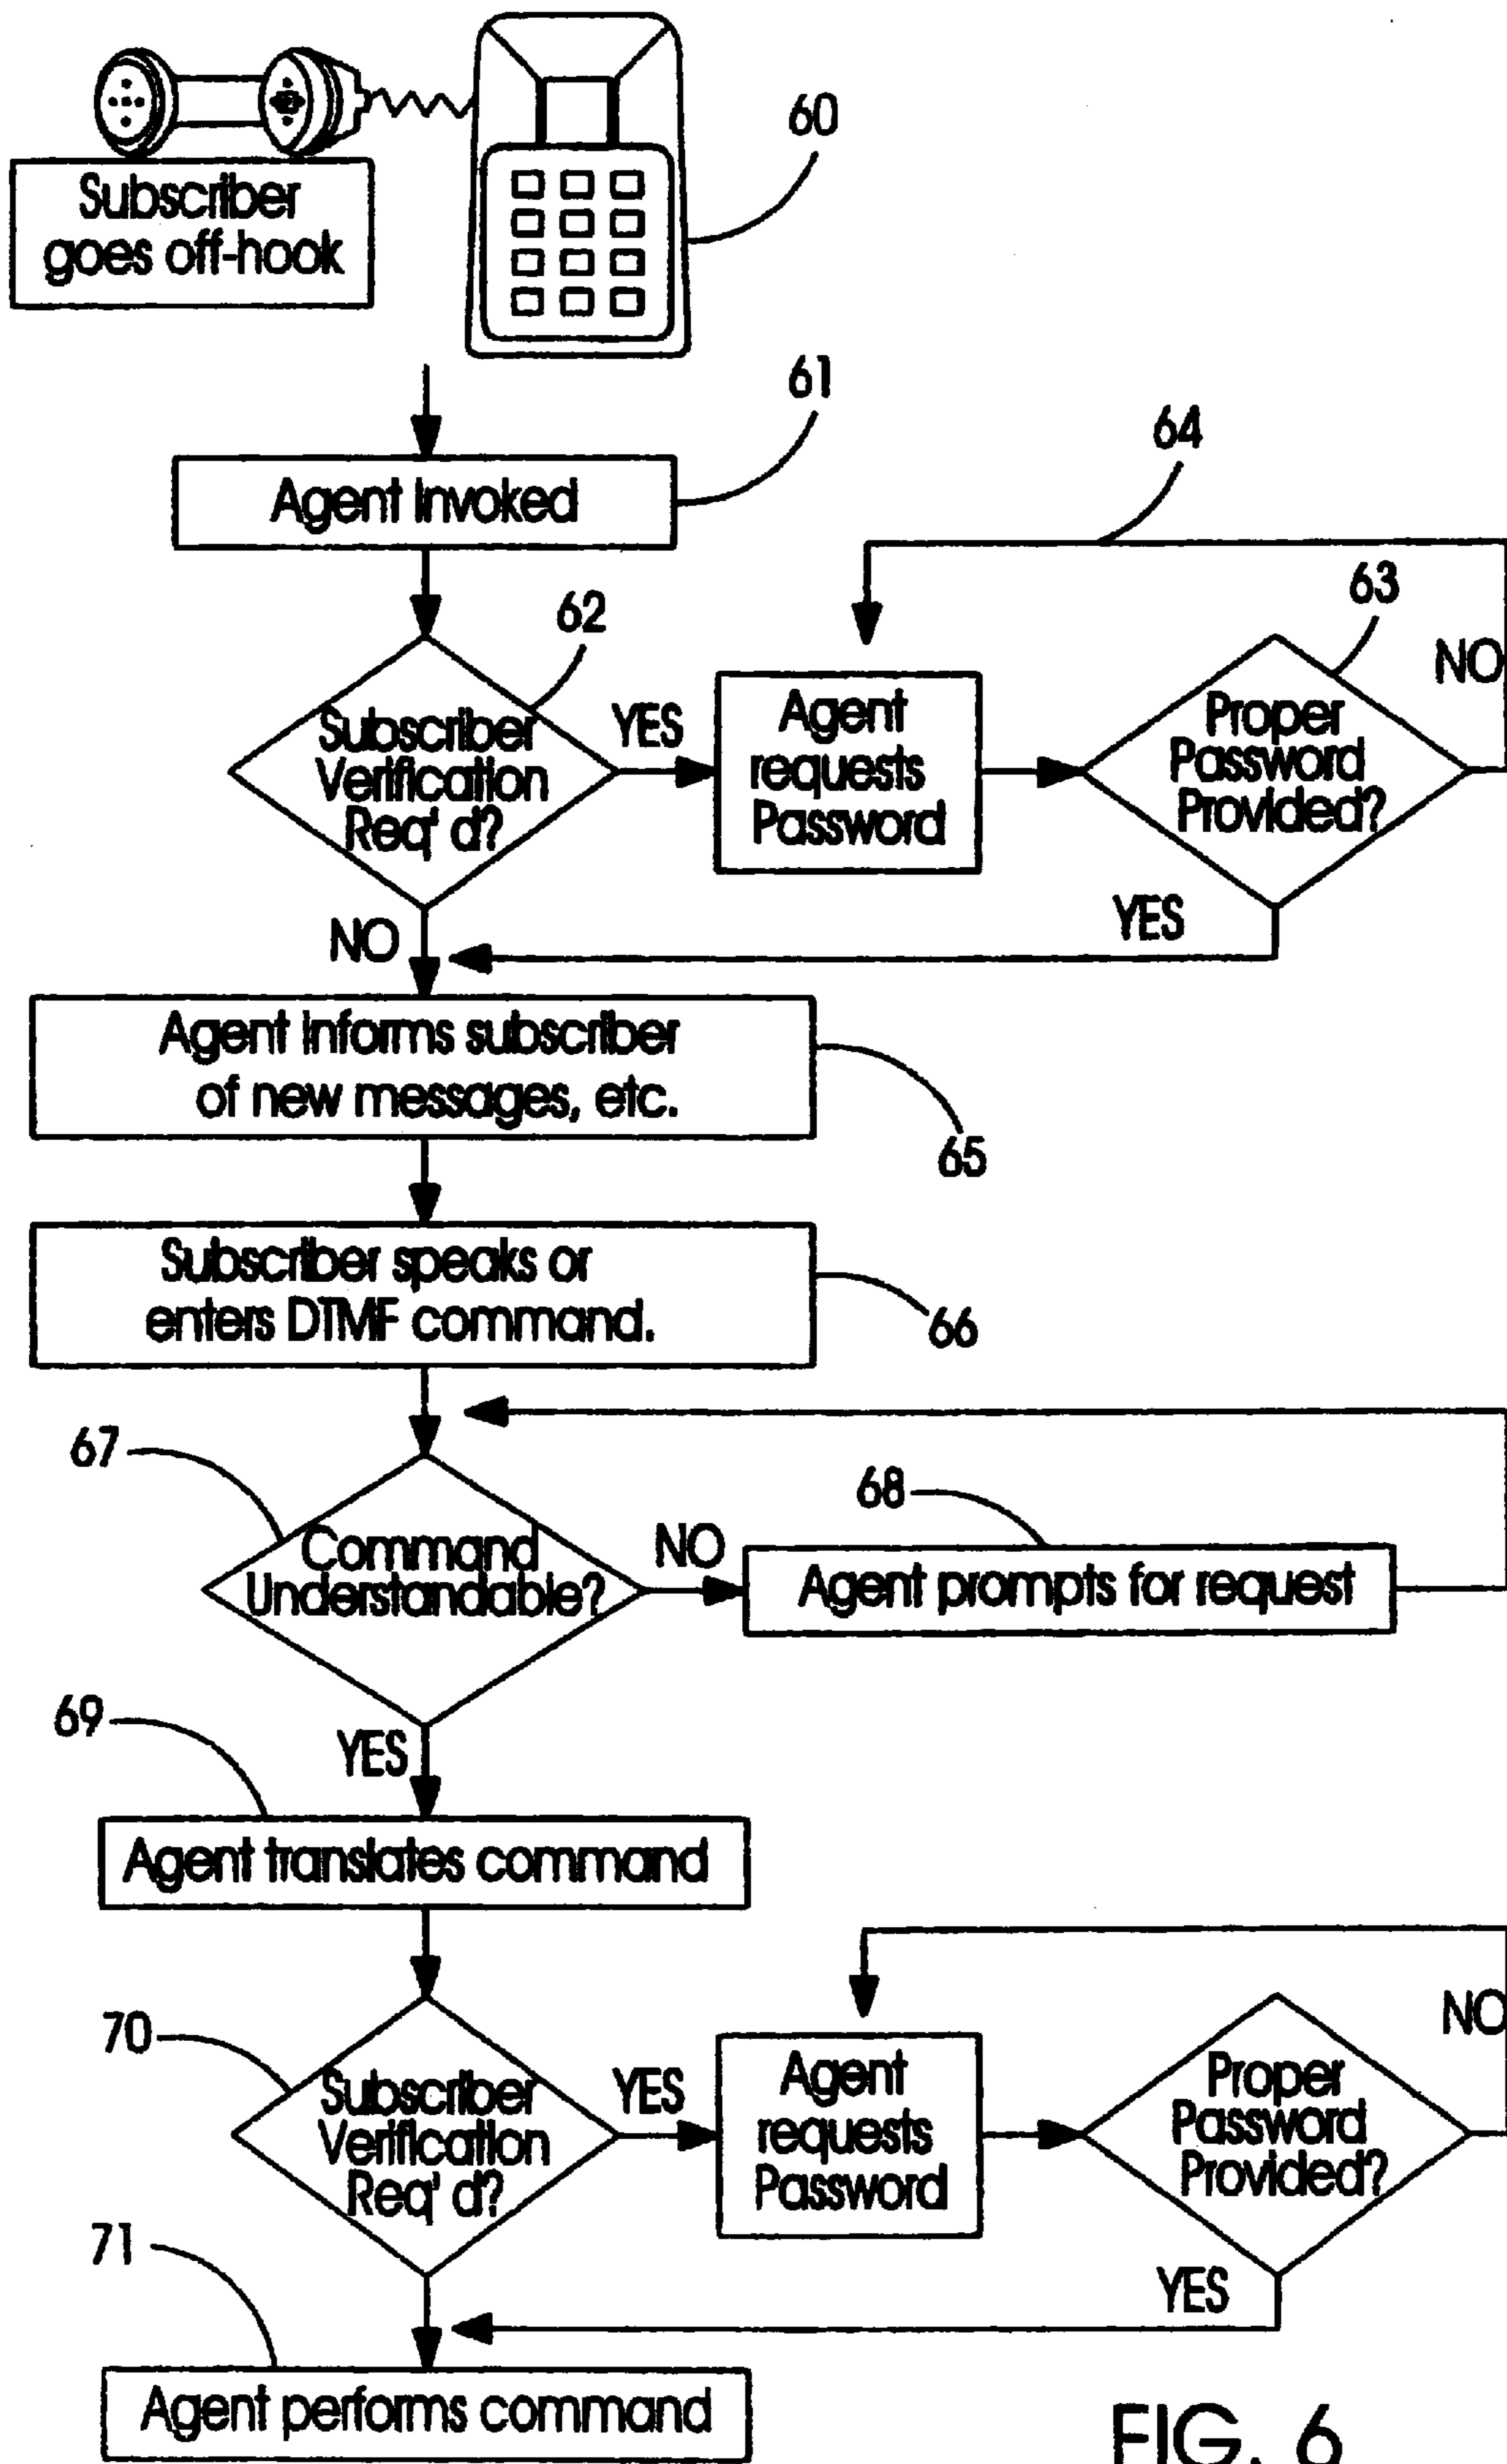 60
Subscriber
goes off-hook
61
Agent invoked
64
62
63
NO
Subscriber
Verification
Req' d?
YES
Agent
requests
Password
Proper
Password
Provided?
NO
YES
Agent informs subscriber
of new messages, etc.
65
Subscriber speaks or
enters DTMF command.
66
67
68
Command
Understandable?
NO
Agent prompts for request
69
YES
Agent translates command
70
NO
Subscriber
Verification
Req' d?
YES
Agent
requests
Password
Proper
Password
Provided?
71
YES
Agent performs command
FIG. 6